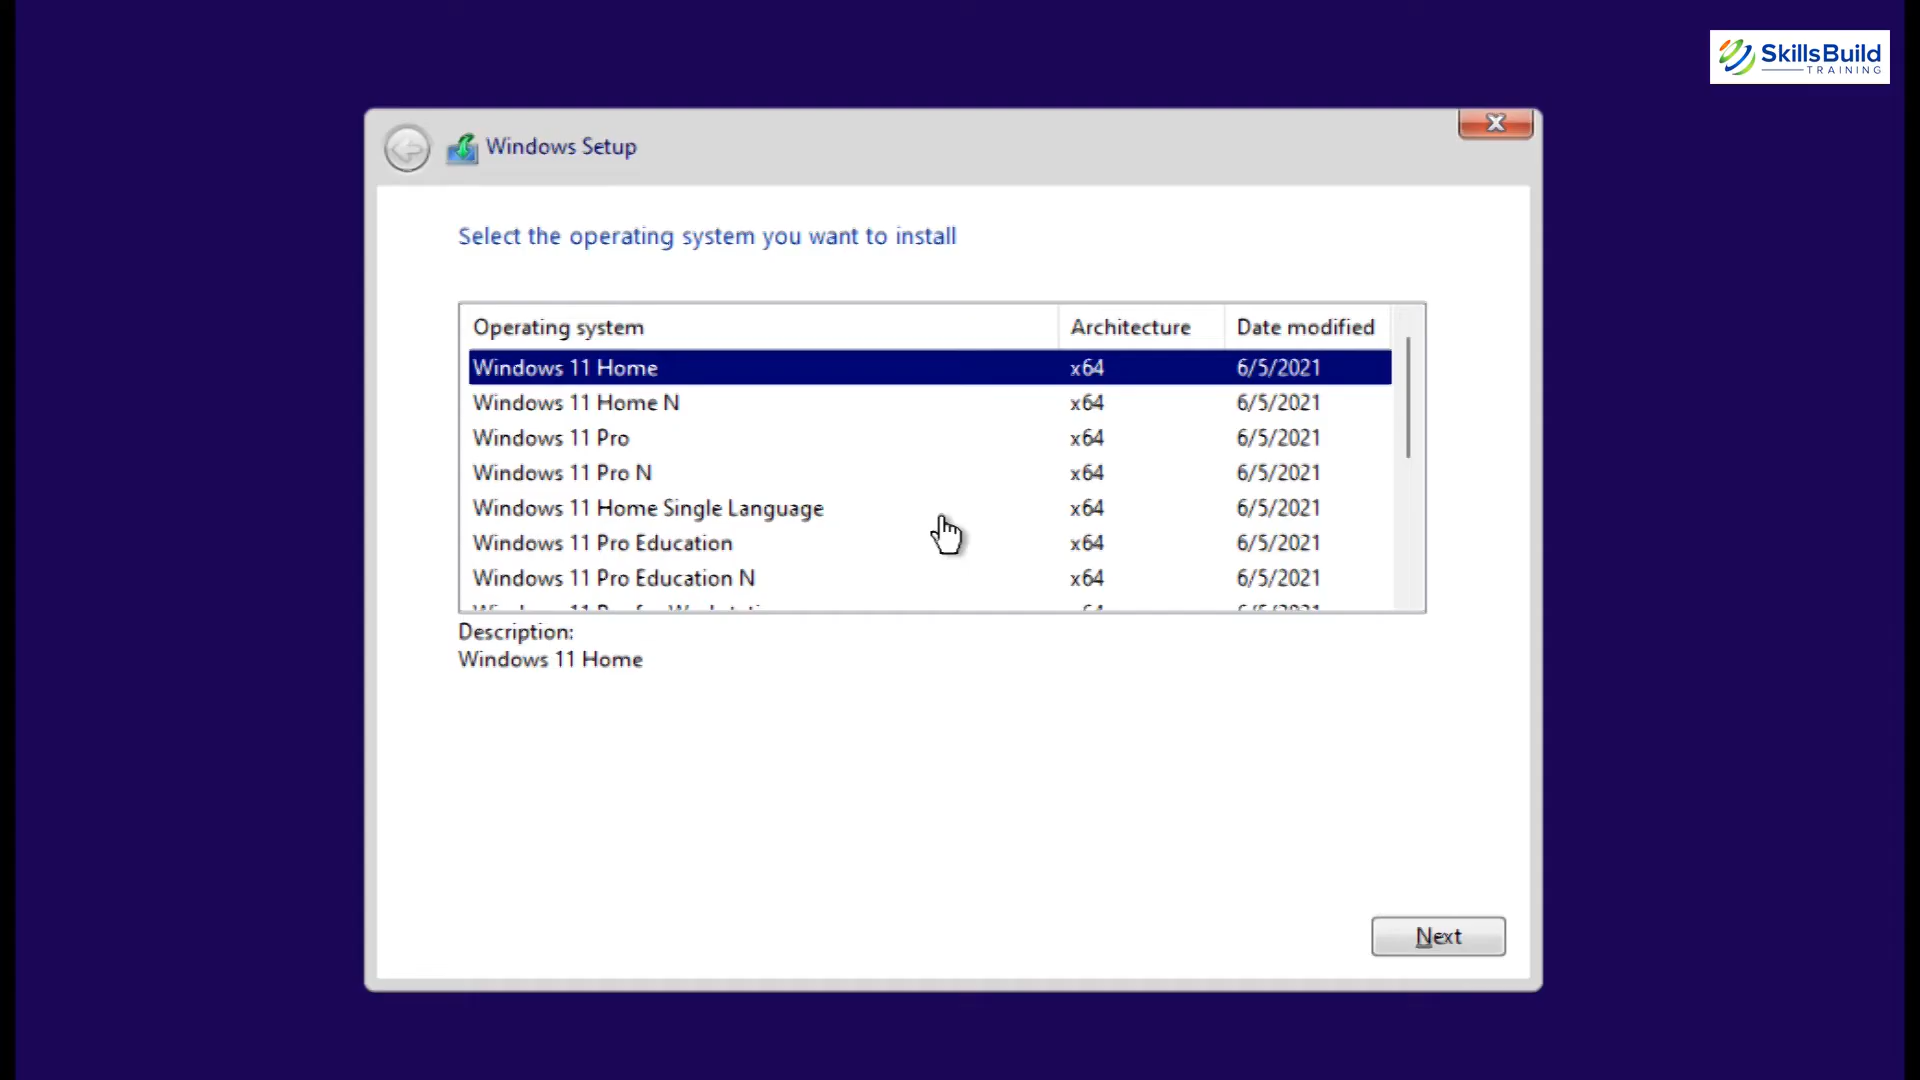 SkillsBuild
TRAINING
Windows Setup
Select the operating system you want to install
Operating system Architecture Date modified
Windows 11 Home x64 6/5/2021
Windows 11 Home N x64 6/5/2021
Windows 11 Pro x64 6/5/2021
Windows 11 Pro N x64 6/5/2021
Windows 11 Home Single Language x64 6/5/2021
Windows 11 Pro Education x64 6/5/2021
Windows 11 Pro Education N x64 6/5/2021
Description:
Windows 11 Home
Next